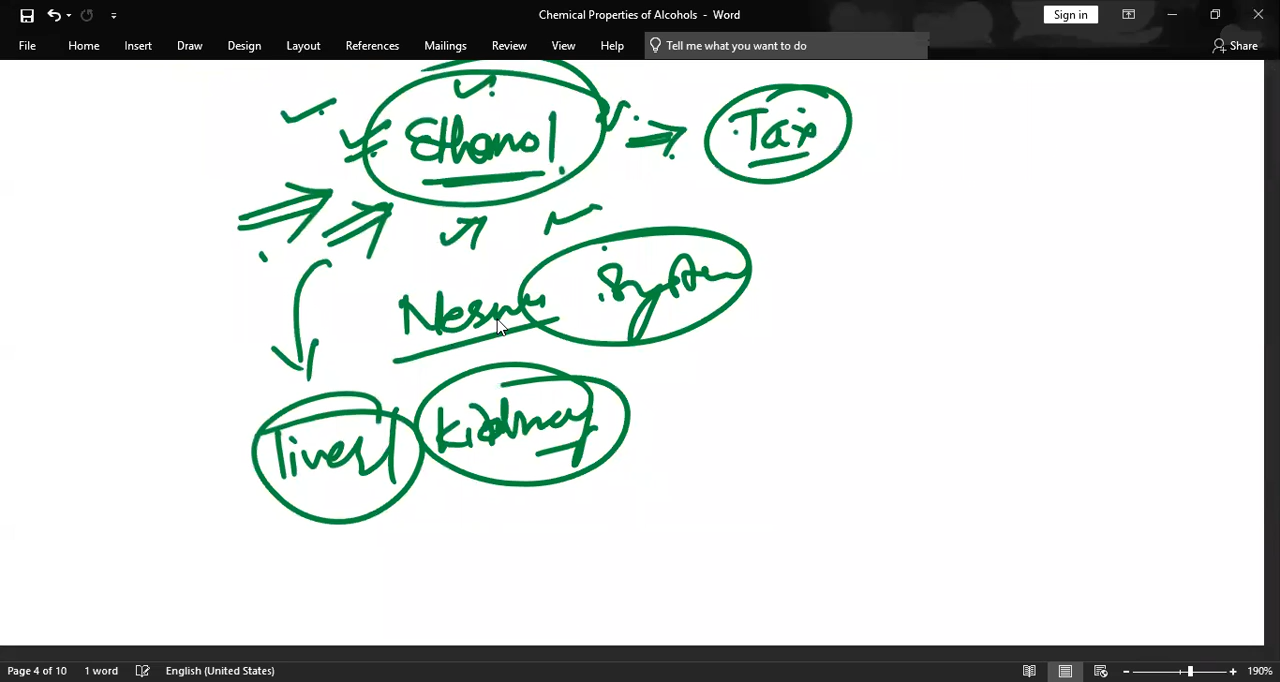 Chemical Properties of Alcohols - Word
Sign in
File Home Insert Draw Design Layout References Mailings Review View Help Tell me what you want to do Share
Ethanol Tax
System
Kidney
Page 4 of 10 1 word English (United States) 190%